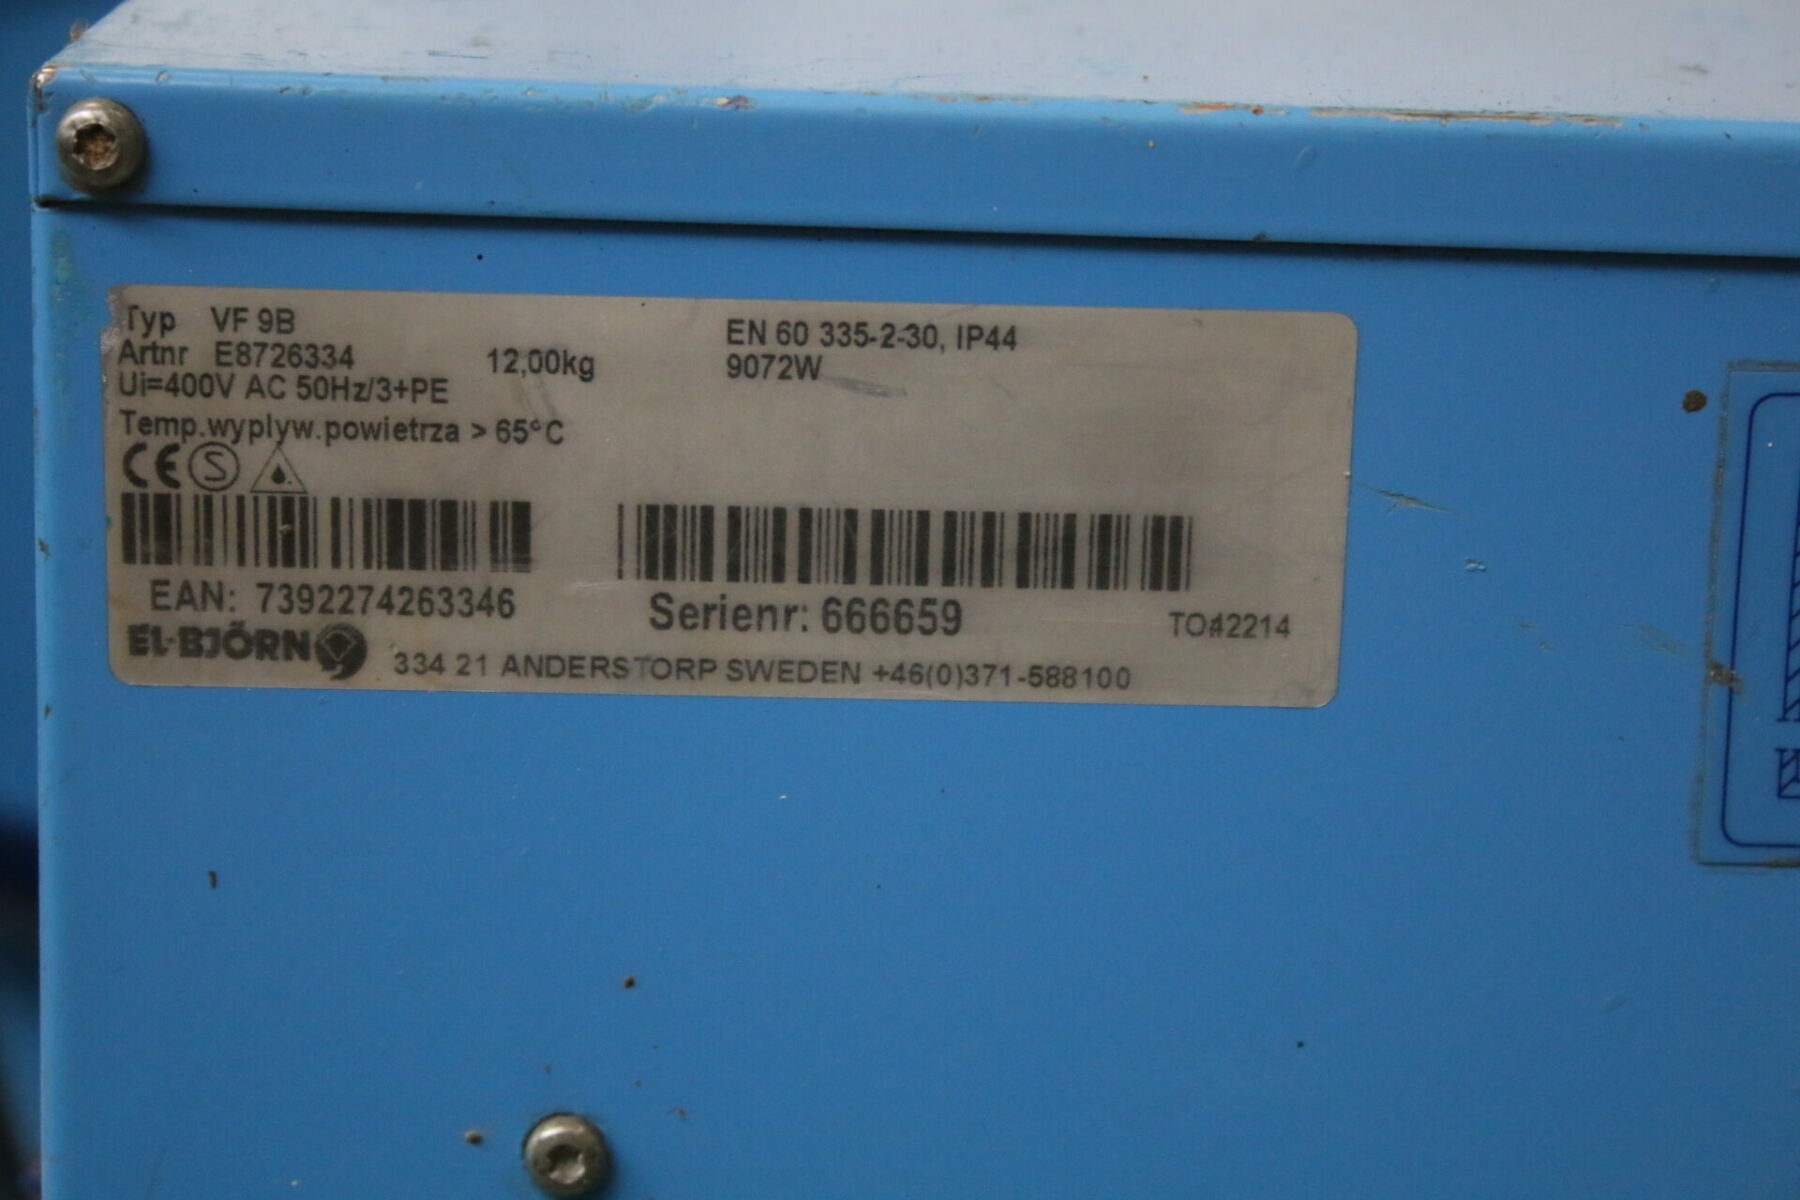 Typ VF 9B
EN 60 335-2-30, IP44
Artnr E8726334 12,00kg 9072W
Ui=400V AC 50Hz/3+PE
Temp.wyplyw.powietrza > 65°C
CE S
EAN: 7392274263346
Serienr: 666659
TO42214
EL-BJÖRN
334 21 ANDERSTORP SWEDEN +46(0)371-588100